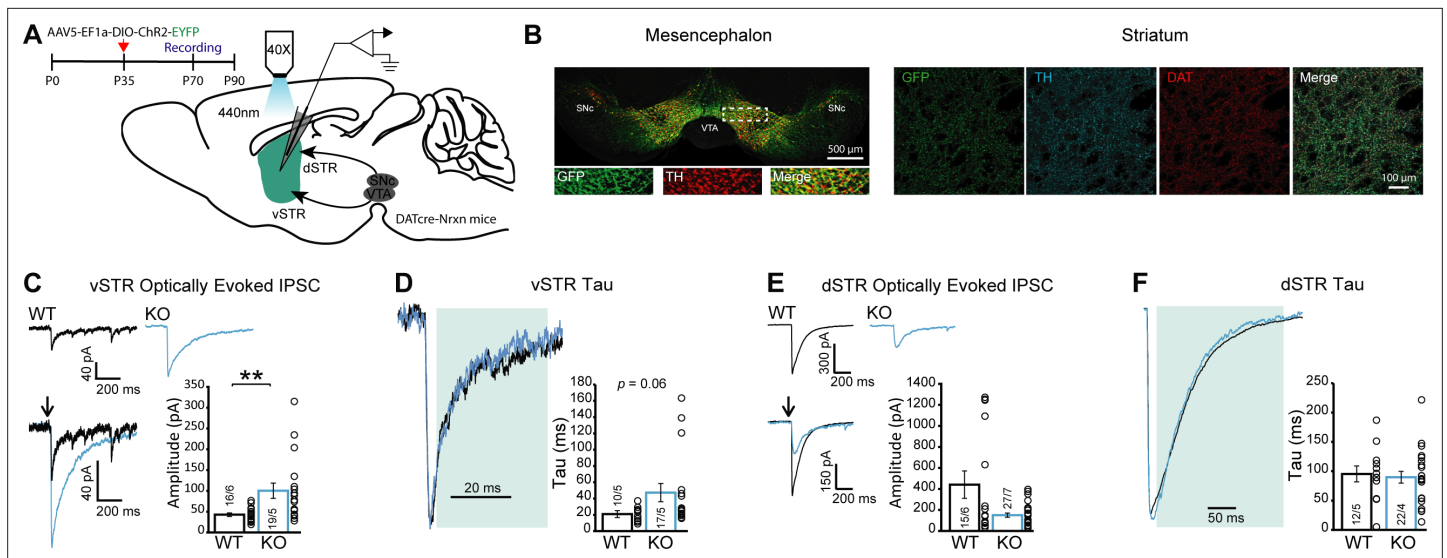 A
AAV5-EF1a-DIO-ChR2-EYFP
Recording
P0 P35 P70 P90
40X
440nm
dSTR
vSTR
SNc
VTA
DATcre-Nrxn mice
B
Mesencephalon
SNc
VTA
SNc
500 µm
GFP
TH
Merge
Striatum
GFP
TH
DAT
Merge
100 µm
C
vSTR Optically Evoked IPSC
WT
KO
40 pA
200 ms
40 pA
200 ms
**
Amplitude (pA)
400
350
300
250
200
150
100
50
0
16/6
19/5
WT KO
D
vSTR Tau
20 ms
p = 0.06
Tau (ms)
180
160
140
120
100
80
60
40
20
0
10/5
17/5
WT KO
E
dSTR Optically Evoked IPSC
WT
KO
300 pA
200 ms
150 pA
200 ms
Amplitude (pA)
1400
1200
1000
800
600
400
200
0
15/6
27/7
WT KO
F
dSTR Tau
50 ms
Tau (ms)
250
200
150
100
50
0
12/5
22/4
WT KO